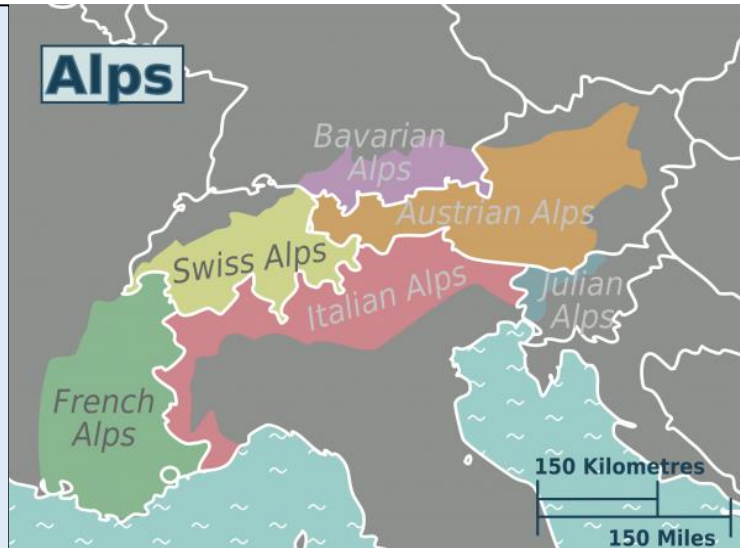 Alps
Bavarian
Alps
Austrian Alps
Swiss Alps
Italian Alps
Julian
Alps
French
Alps
150 Kilometres
150 Miles